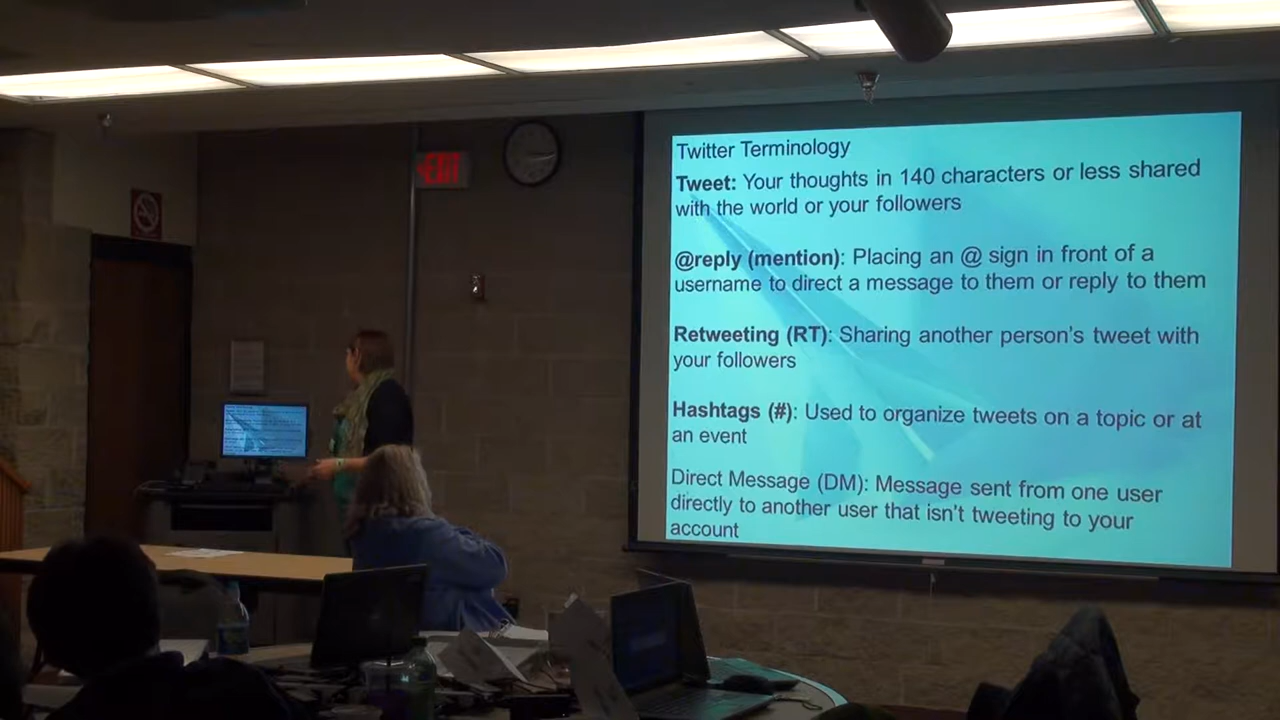 EXIT
Twitter Terminology
Tweet: Your thoughts in 140 characters or less shared
with the world or your followers
@reply (mention): Placing an @ sign in front of a
username to direct a message to them or reply to them
Retweeting (RT): Sharing another person's tweet with
your followers
Hashtags (#): Used to organize tweets on a topic or at
an event
Direct Message (DM): Message sent from one user
directly to another user that isn't tweeting to your
account